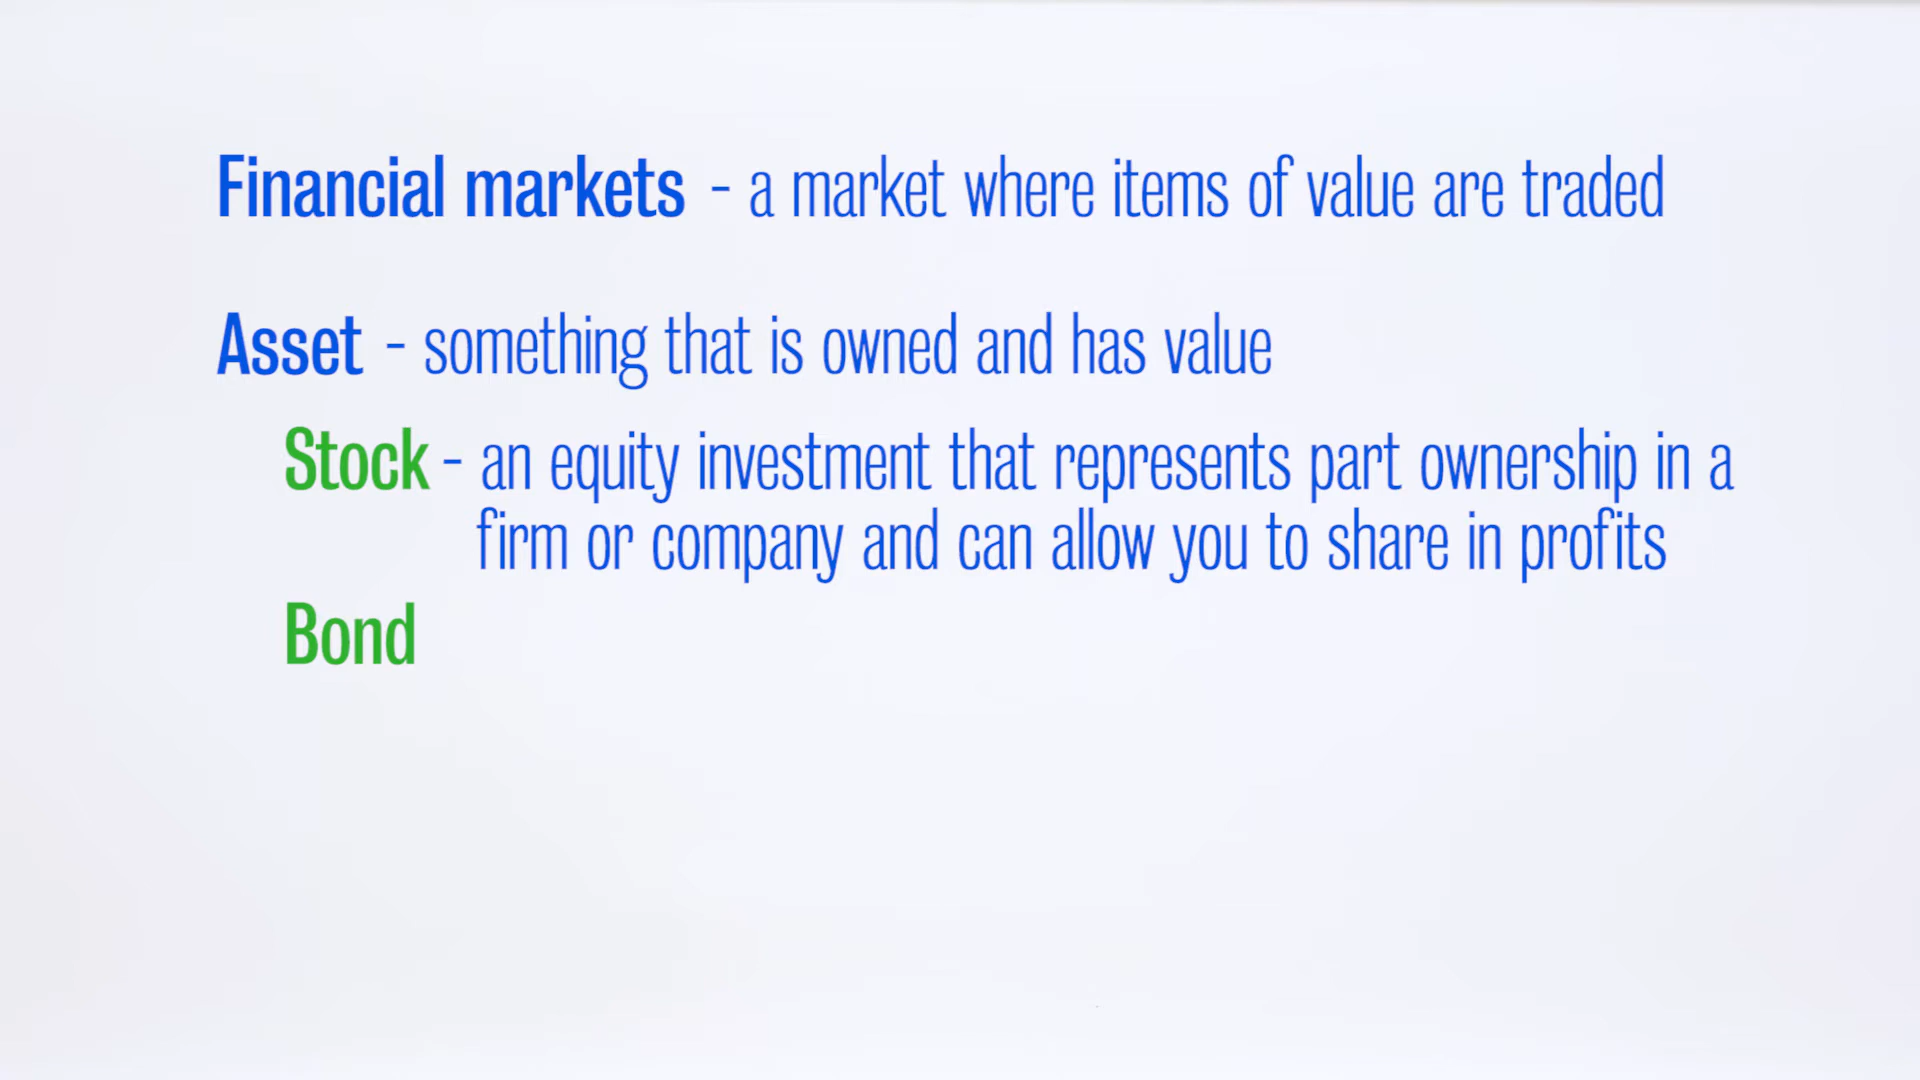 Financial markets - a market where items of value are traded
Asset - something that is owned and has value
Stock - an equity investment that represents part ownership in a
firm or company and can allow you to share in profits
Bond